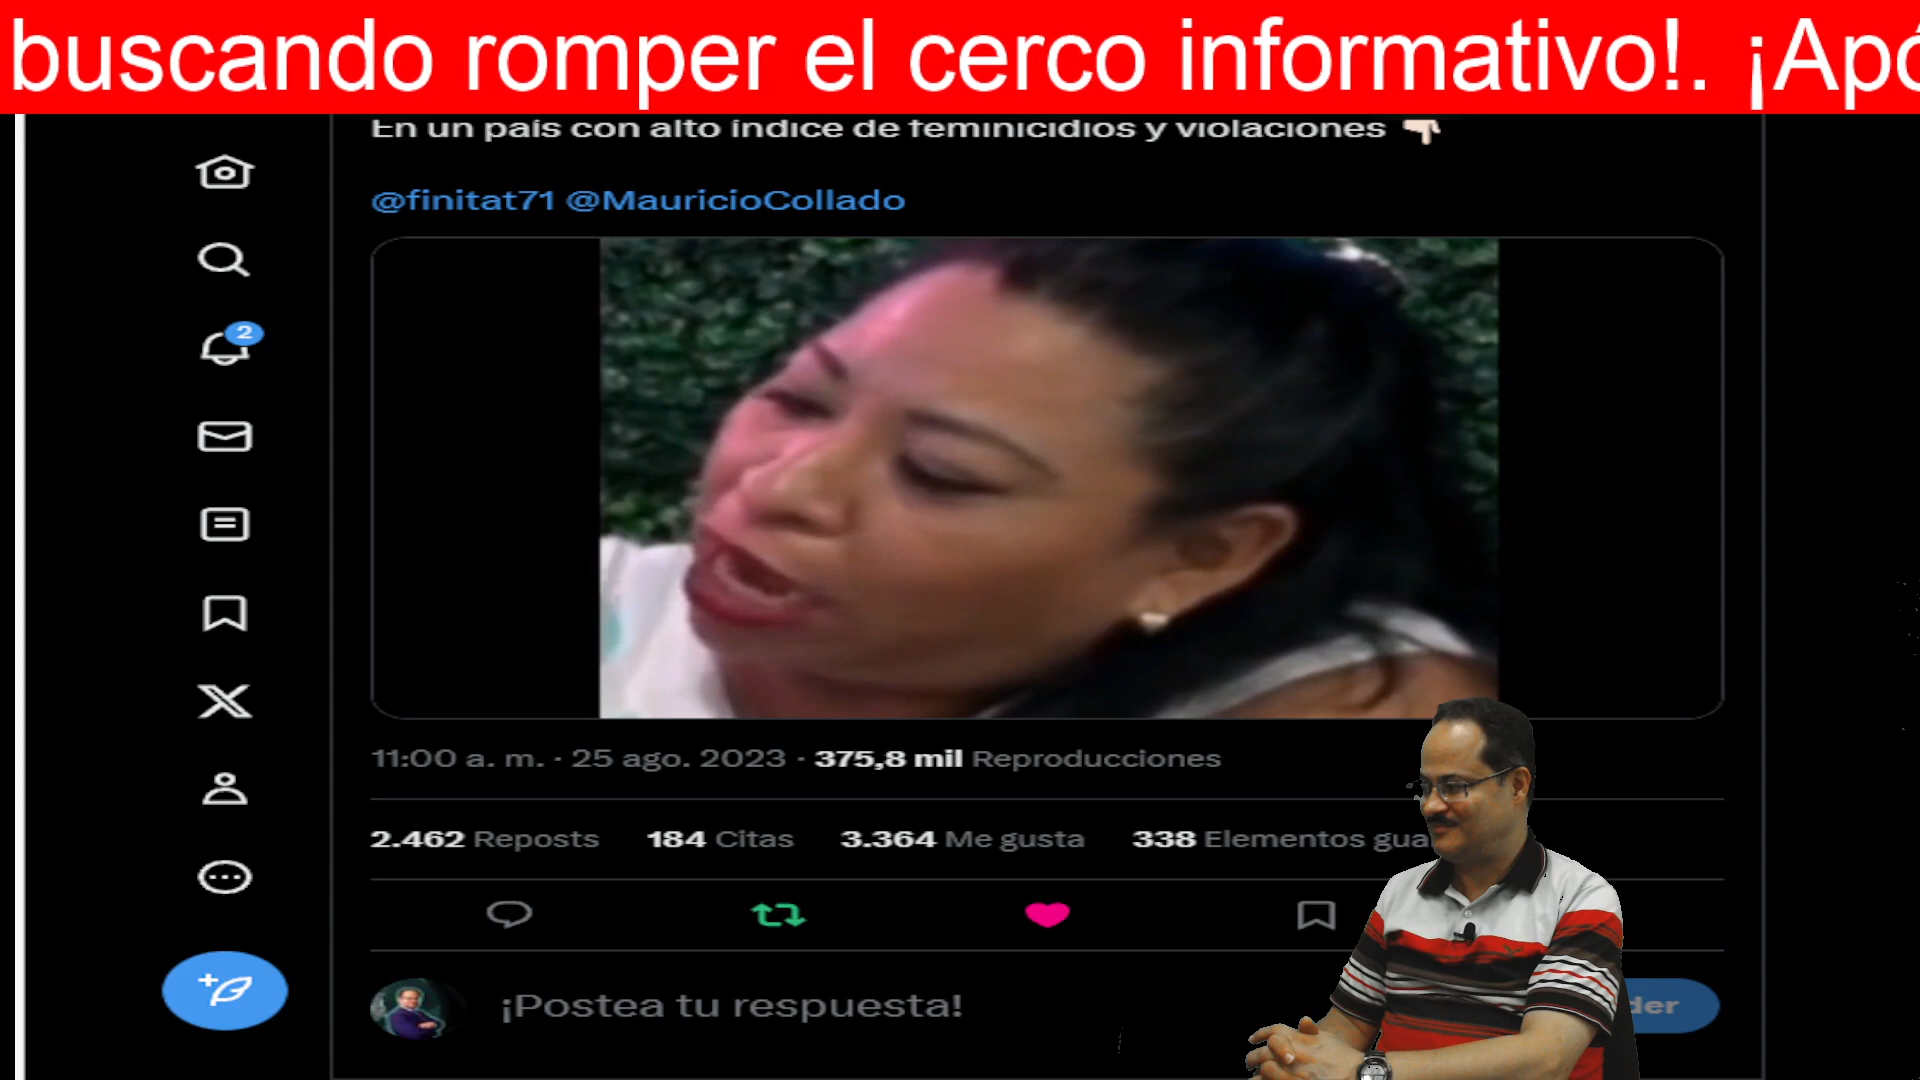 buscando romper el cerco informativo!. ¡Apó
En un país con alto índice de feminicidios y violaciones 👇🏻
@finitat71 @MauricioCollado
2
11:00 a. m. · 25 ago. 2023 · 375,8 mil Reproducciones
2.462 Reposts 184 Citas 3.364 Me gusta 338 Elementos gua
¡Postea tu respuesta!
der